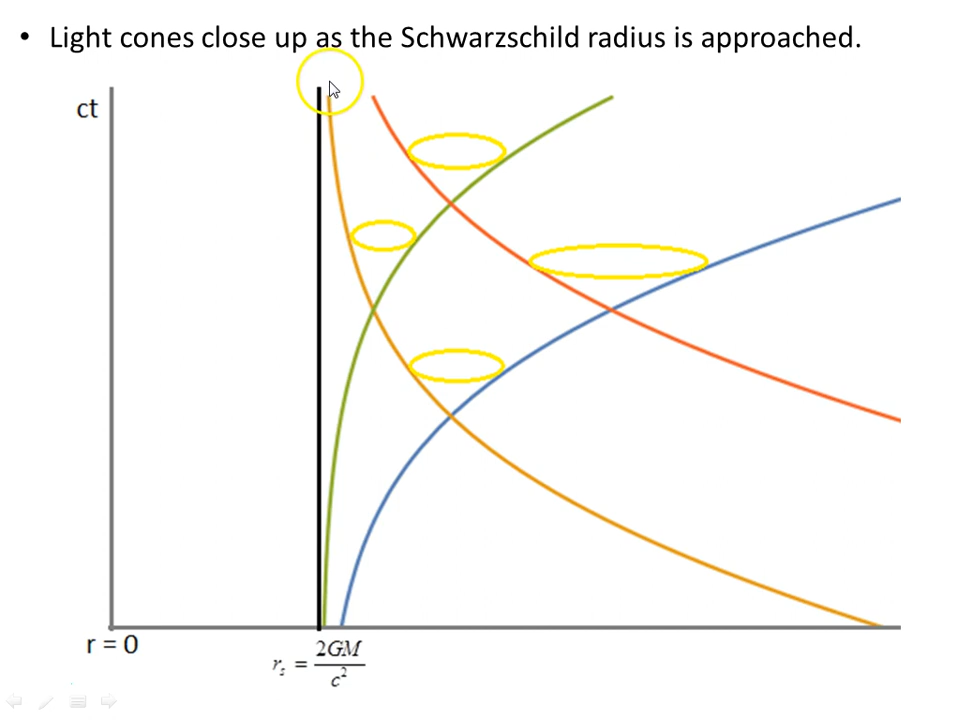 • Light cones close up as the Schwarzschild radius is approached.
ct
r = 0
rₛ = 2GM
c²